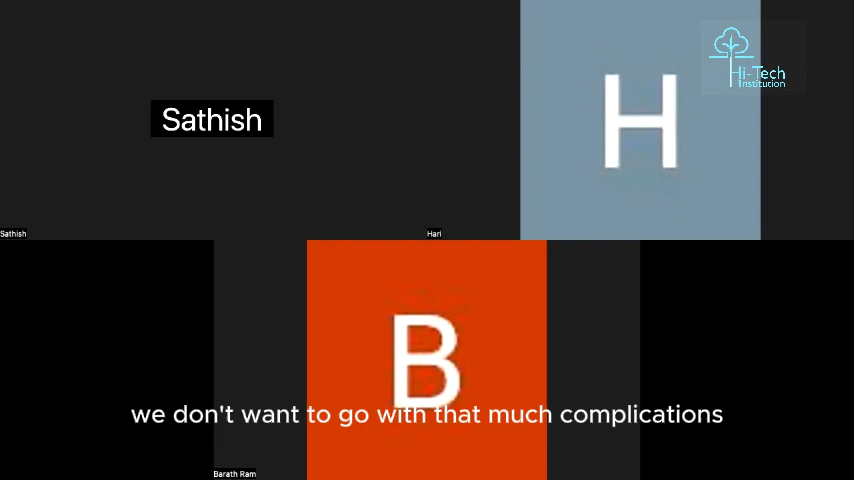 Sathish
H
Hi-Tech
Institution
Sathish
Hari
B
we don't want to go with that much complications
Barath Ram